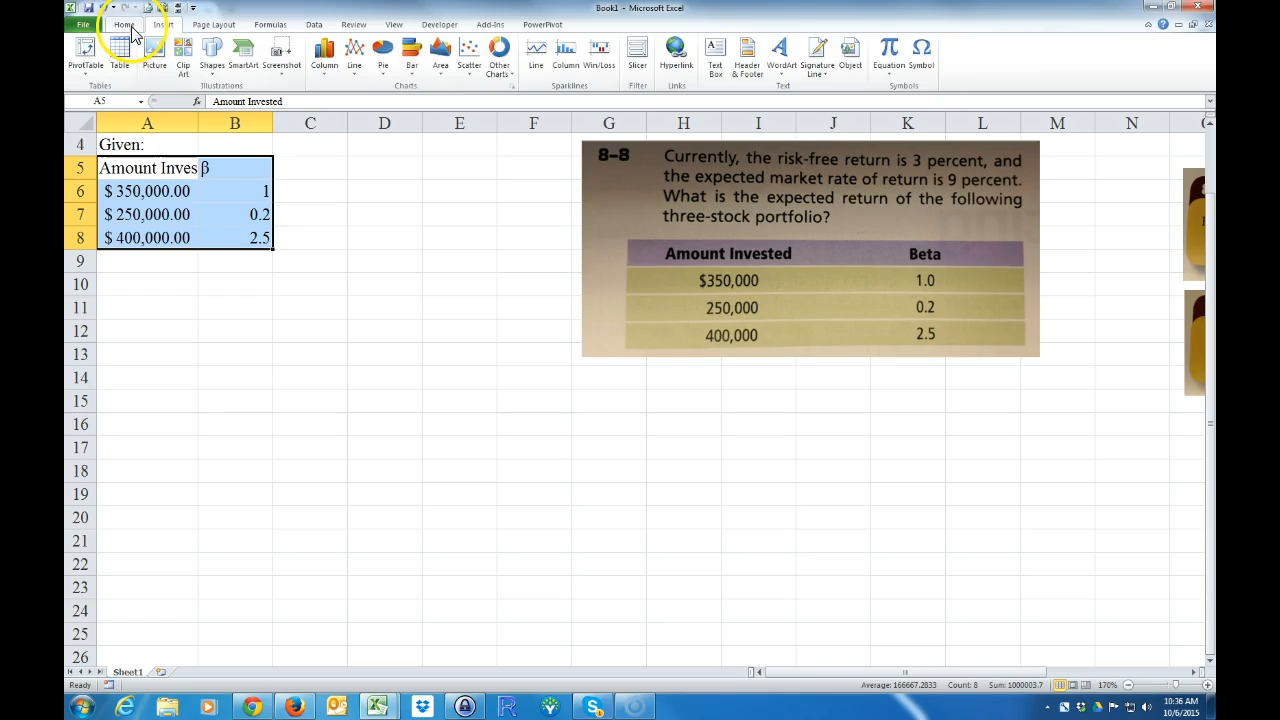 Book1 - Microsoft Excel
File Home Insert Page Layout Formulas Data Review View Developer Add-Ins PowerPivot
PivotTable Table Picture Clip Art Shapes SmartArt Screenshot Column Line Pie Bar Area Scatter Other Charts Line Column Win/Loss Slicer Hyperlink Text Box Header & Footer WordArt Signature Line Object Equation Symbol
Tables Illustrations Charts Sparklines Filter Links Text Symbols
A5 fx Amount Invested
A B C D E F G H I J K L M N
4 Given:
5 Amount Inves β
6 $ 350,000.00 1
7 $ 250,000.00 0.2
8 $ 400,000.00 2.5
9
10
11
12
13
14
15
16
17
18
19
20
21
22
23
24
25
26
8-8 Currently, the risk-free return is 3 percent, and
the expected market rate of return is 9 percent.
What is the expected return of the following
three-stock portfolio?
Amount Invested Beta
$350,000 1.0
250,000 0.2
400,000 2.5
Sheet1
Ready Average: 166667.2833 Count: 8 Sum: 1000003.7 170%
10:36 AM
10/6/2015